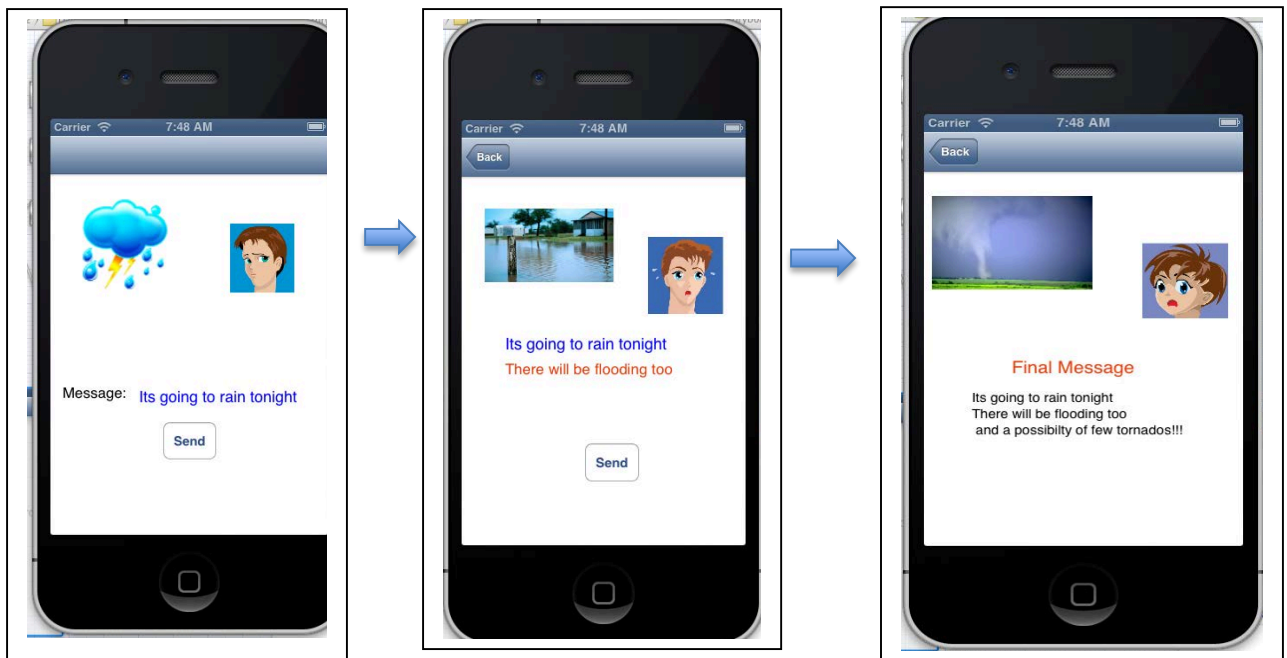 Carrier 7:48 AM
Message: Its going to rain tonight
Send
Carrier 7:48 AM
Back
Its going to rain tonight
There will be flooding too
Send
Carrier 7:48 AM
Back
Final Message
Its going to rain tonight
There will be flooding too
and a possibilty of few tornados!!!